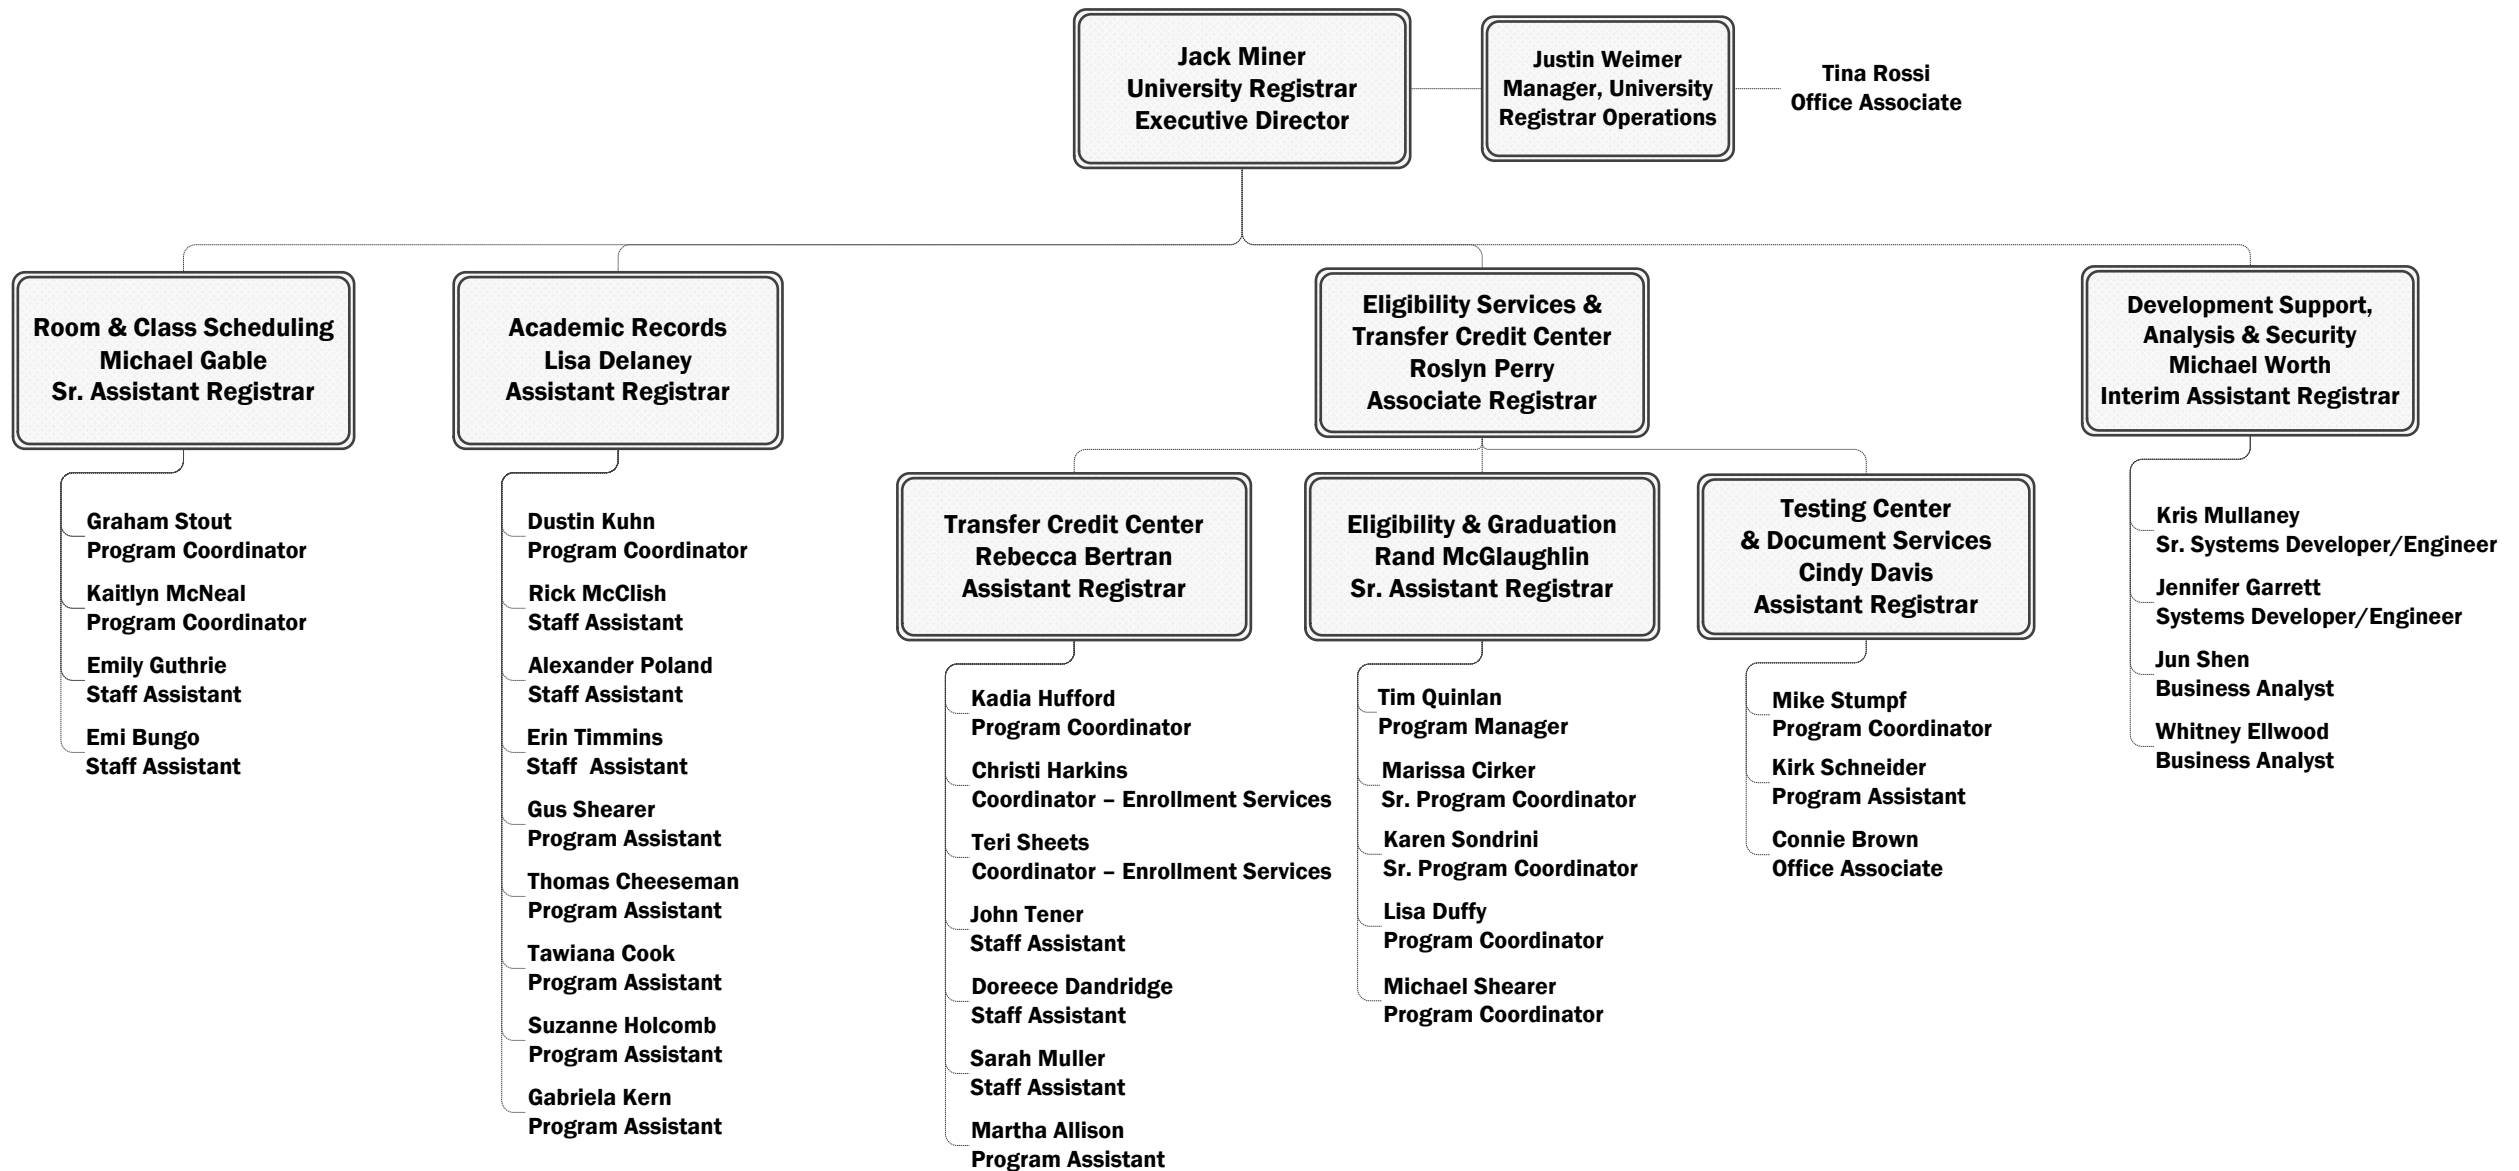 Jack Miner
University Registrar
Executive Director
Justin Weimer
Manager, University
Registrar Operations
Tina Rossi
Office Associate
Room & Class Scheduling
Michael Gable
Sr. Assistant Registrar
Graham Stout
Program Coordinator
Kaitlyn McNeal
Program Coordinator
Emily Guthrie
Staff Assistant
Emi Bungo
Staff Assistant
Academic Records
Lisa Delaney
Assistant Registrar
Dustin Kuhn
Program Coordinator
Rick McClish
Staff Assistant
Alexander Poland
Staff Assistant
Erin Timmins
Staff  Assistant
Gus Shearer
Program Assistant
Thomas Cheeseman
Program Assistant
Tawiana Cook
Program Assistant
Suzanne Holcomb
Program Assistant
Gabriela Kern
Program Assistant
Eligibility Services &
Transfer Credit Center
Roslyn Perry
Associate Registrar
Transfer Credit Center
Rebecca Bertran
Assistant Registrar
Kadia Hufford
Program Coordinator
Christi Harkins
Coordinator – Enrollment Services
Teri Sheets
Coordinator – Enrollment Services
John Tener
Staff Assistant
Doreece Dandridge
Staff Assistant
Sarah Muller
Staff Assistant
Martha Allison
Program Assistant
Eligibility & Graduation
Rand McGlaughlin
Sr. Assistant Registrar
Tim Quinlan
Program Manager
Marissa Cirker
Sr. Program Coordinator
Karen Sondrini
Sr. Program Coordinator
Lisa Duffy
Program Coordinator
Michael Shearer
Program Coordinator
Testing Center
& Document Services
Cindy Davis
Assistant Registrar
Mike Stumpf
Program Coordinator
Kirk Schneider
Program Assistant
Connie Brown
Office Associate
Development Support,
Analysis & Security
Michael Worth
Interim Assistant Registrar
Kris Mullaney
Sr. Systems Developer/Engineer
Jennifer Garrett
Systems Developer/Engineer
Jun Shen
Business Analyst
Whitney Ellwood
Business Analyst